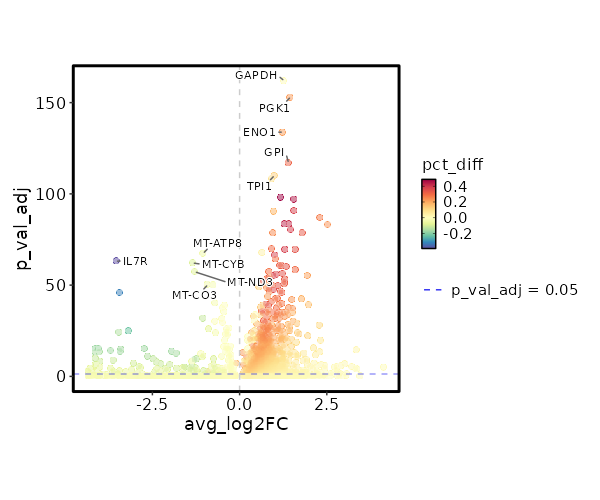 GAPDH
PGK1
ENO1
GPI
TPI1
MT-ATP8
IL7R
MT-CYB
MT-ND3
MT-CO3
p_val_adj
150
100
50
0
-2.5
0.0
2.5
avg_log2FC
pct_diff
0.4
0.2
0.0
-0.2
p_val_adj = 0.05